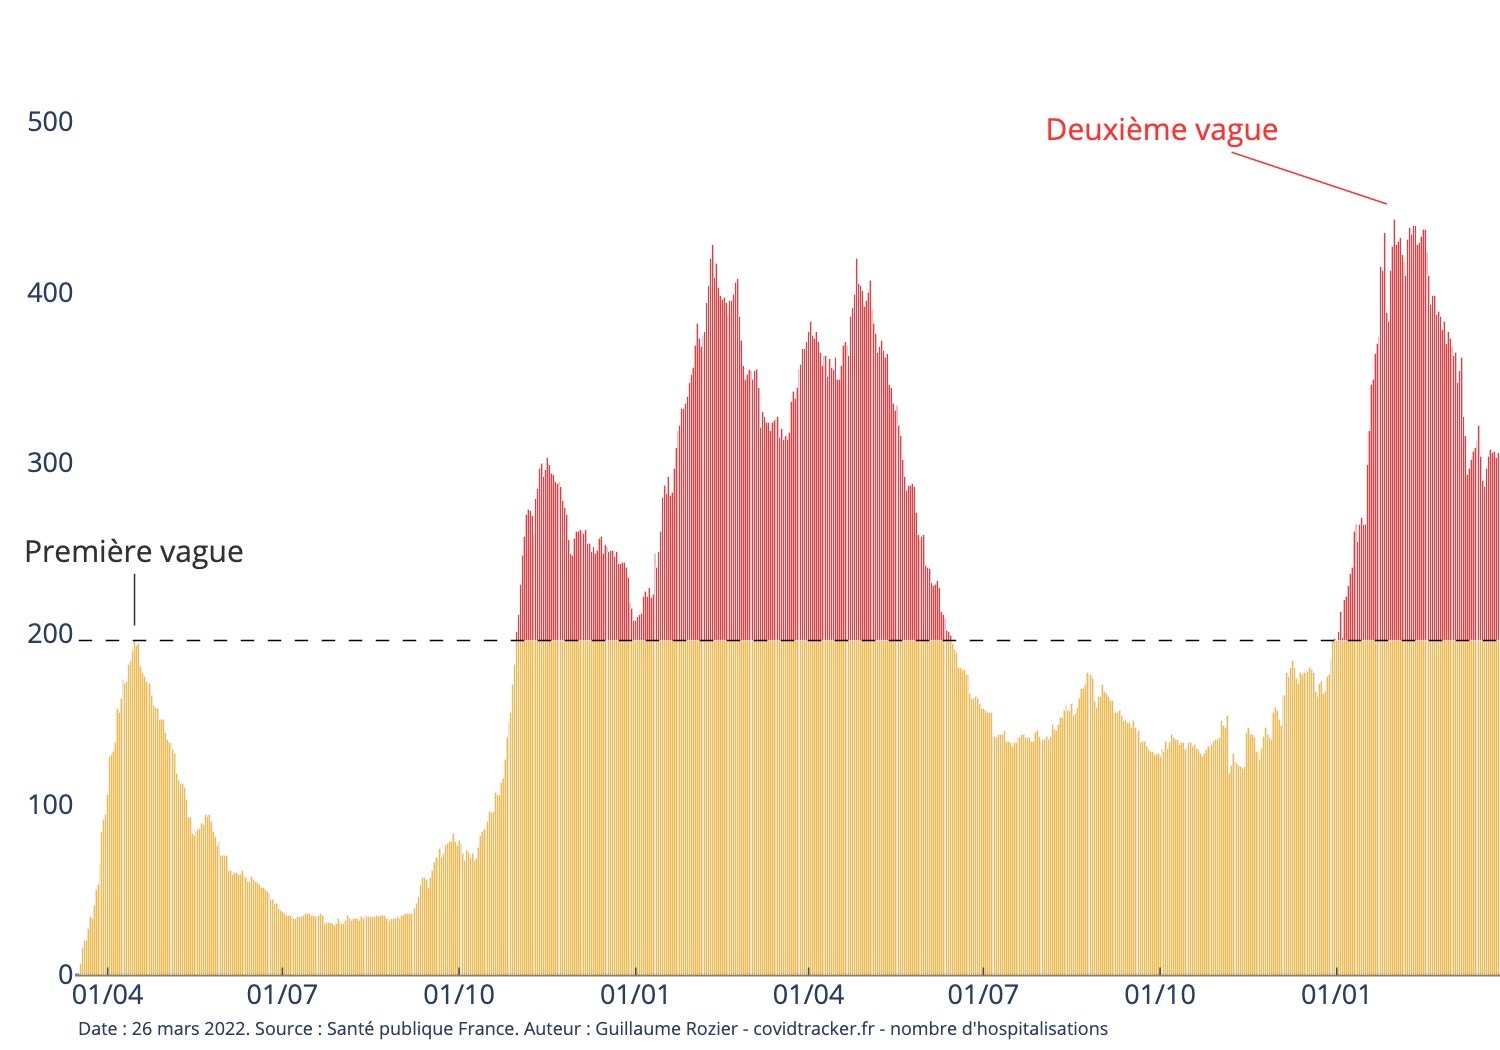 500
Deuxième vague
400
300
Première vague
200
100
0
01/04 01/07 01/10 01/01 01/04 01/07 01/10 01/01
Date : 26 mars 2022. Source : Santé publique France. Auteur : Guillaume Rozier - covidtracker.fr - nombre d'hospitalisations